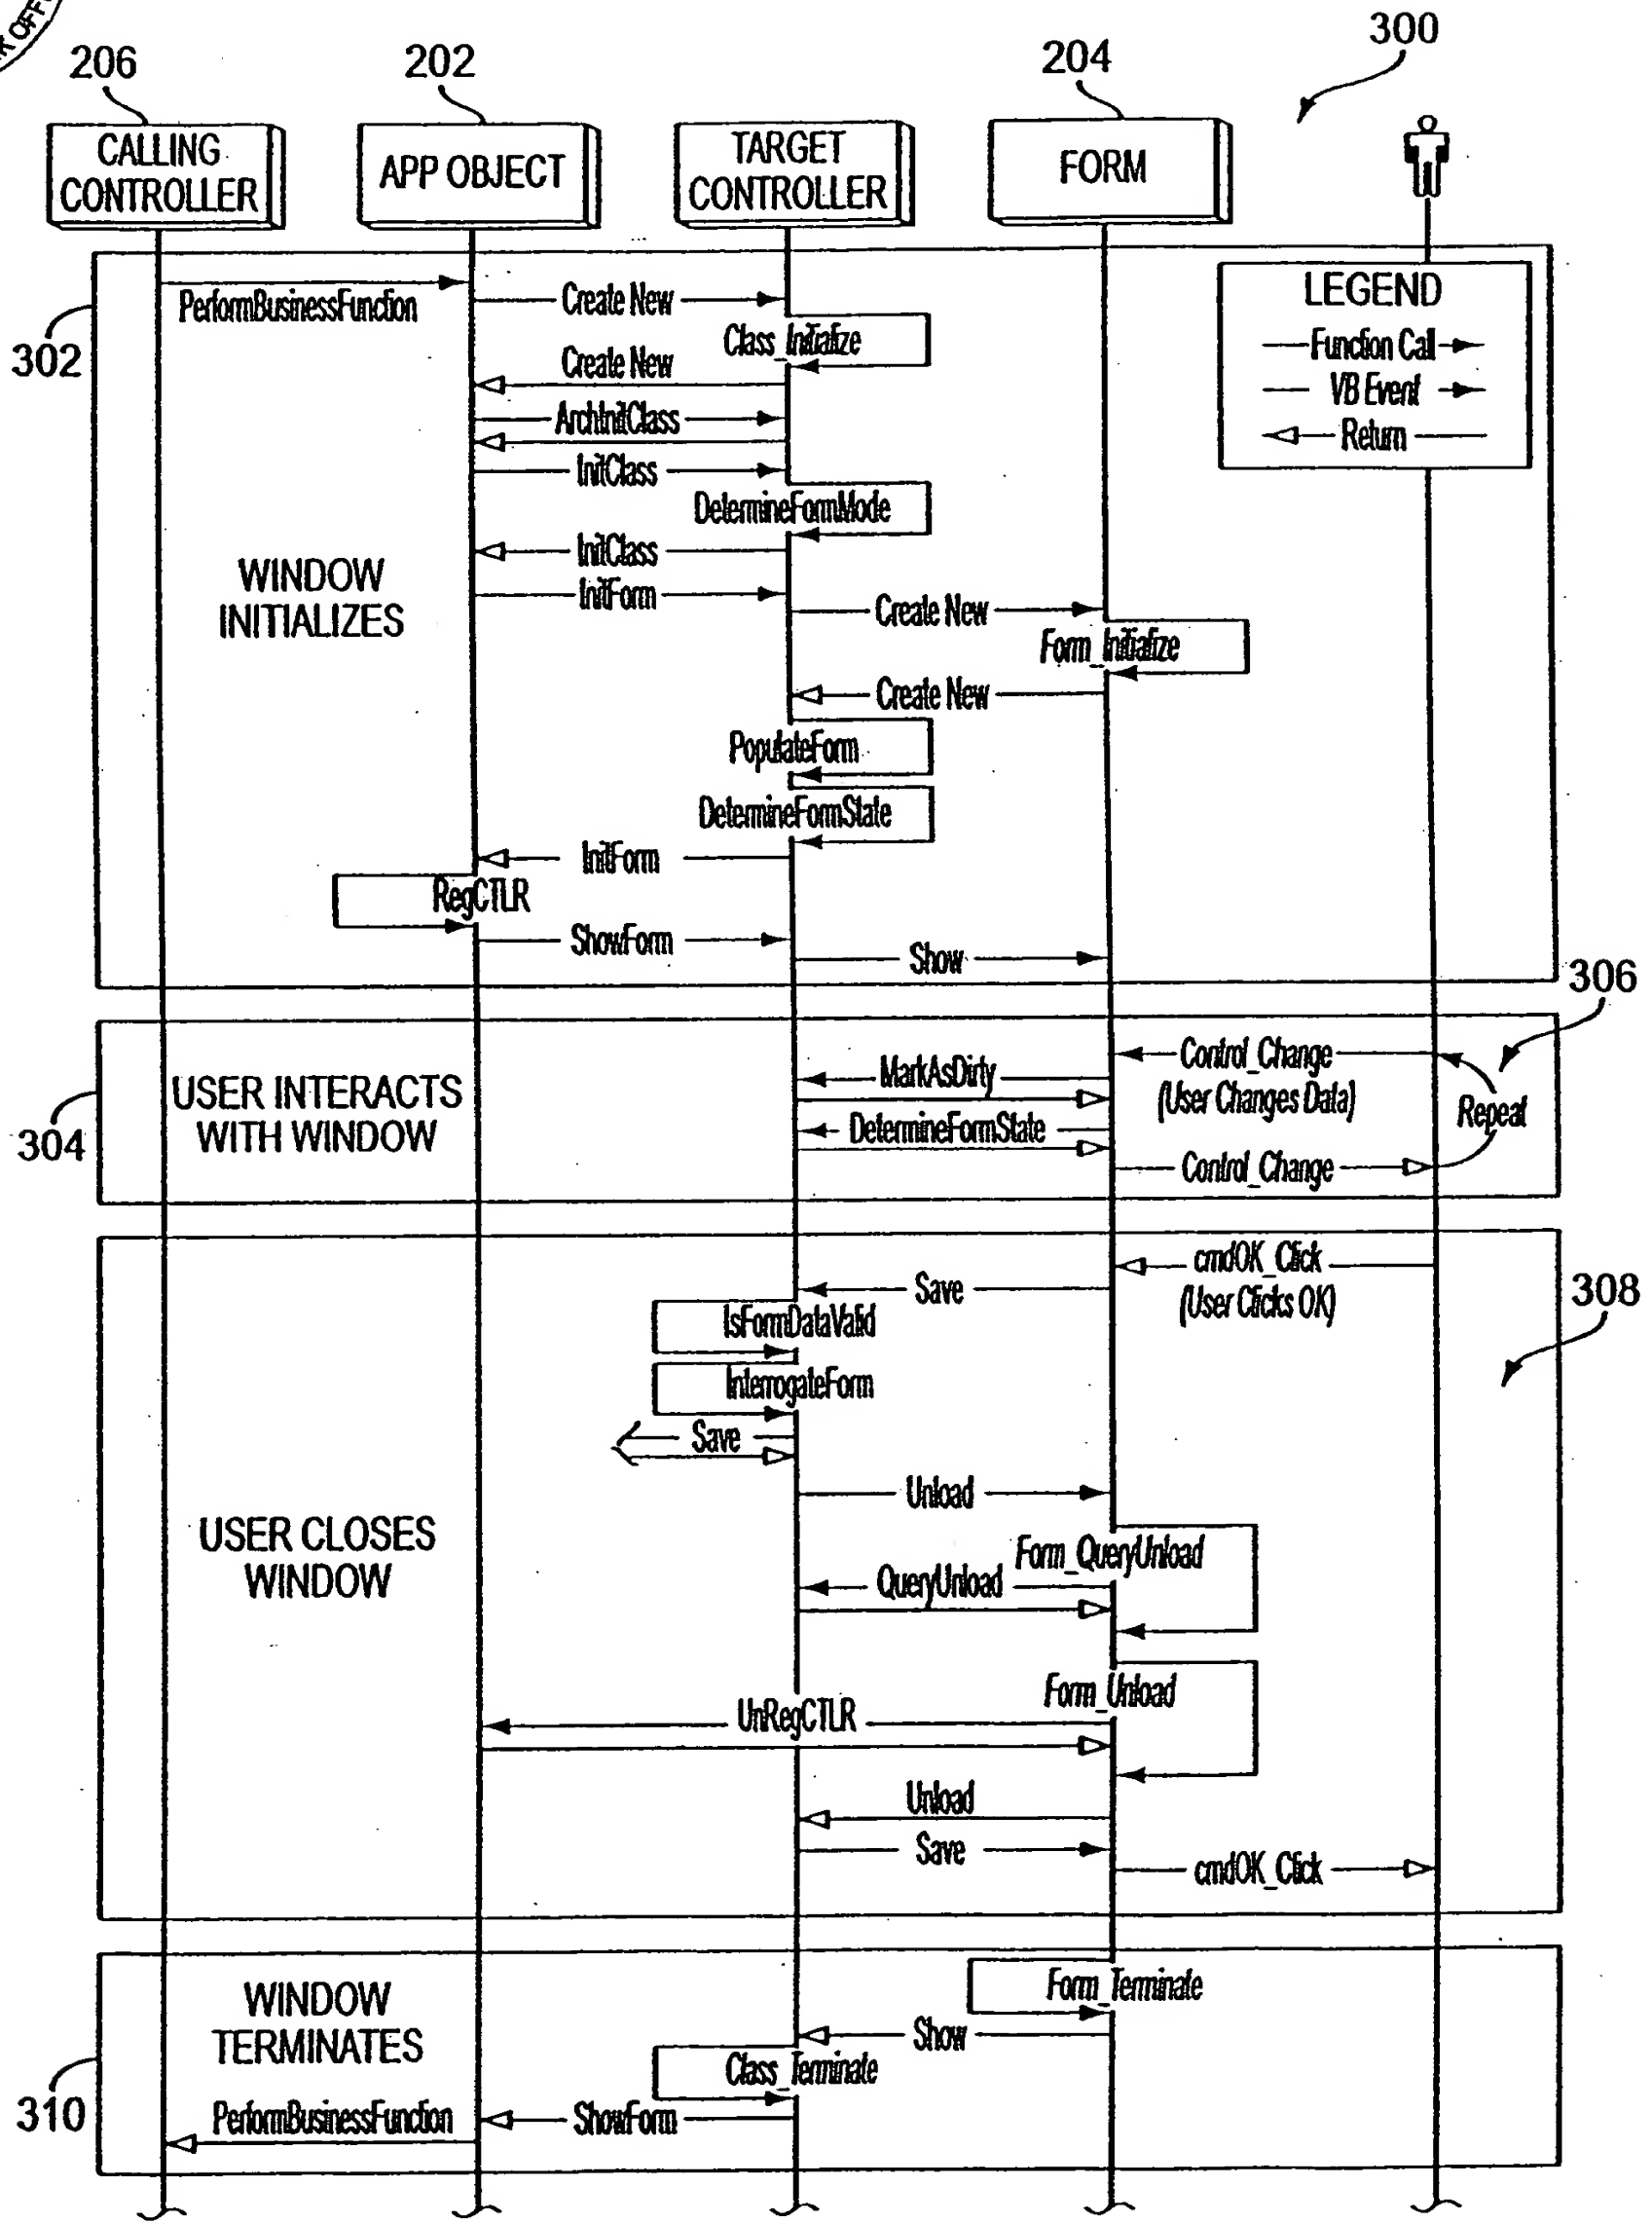 300
206
202
204
CALLING
CONTROLLER
APP OBJECT
TARGET
CONTROLLER
FORM
LEGEND
Function Call
VB Event
Return
302
PerformBusinessFunction
Create New
Class_Initialize
Create New
ArchInitClass
InitClass
DetermineFormMode
InitClass
WINDOW
INITIALIZES
InitForm
Create New
Form_Initialize
Create New
PopulateForm
DetermineFormState
InitForm
RegCTLR
ShowForm
Show
306
304
USER INTERACTS
WITH WINDOW
Control_Change
(User Changes Data)
MarkAsDirty
DetermineFormState
Control_Change
Repeat
308
cmdOK_Click
(User Clicks OK)
Save
IsFormDataValid
InterrogateForm
Save
Unload
USER CLOSES
WINDOW
Form_QueryUnload
QueryUnload
Form_Unload
UnRegCTLR
Unload
Save
cmdOK_Click
310
WINDOW
TERMINATES
Form_Terminate
Show
Class_Terminate
ShowForm
PerformBusinessFunction